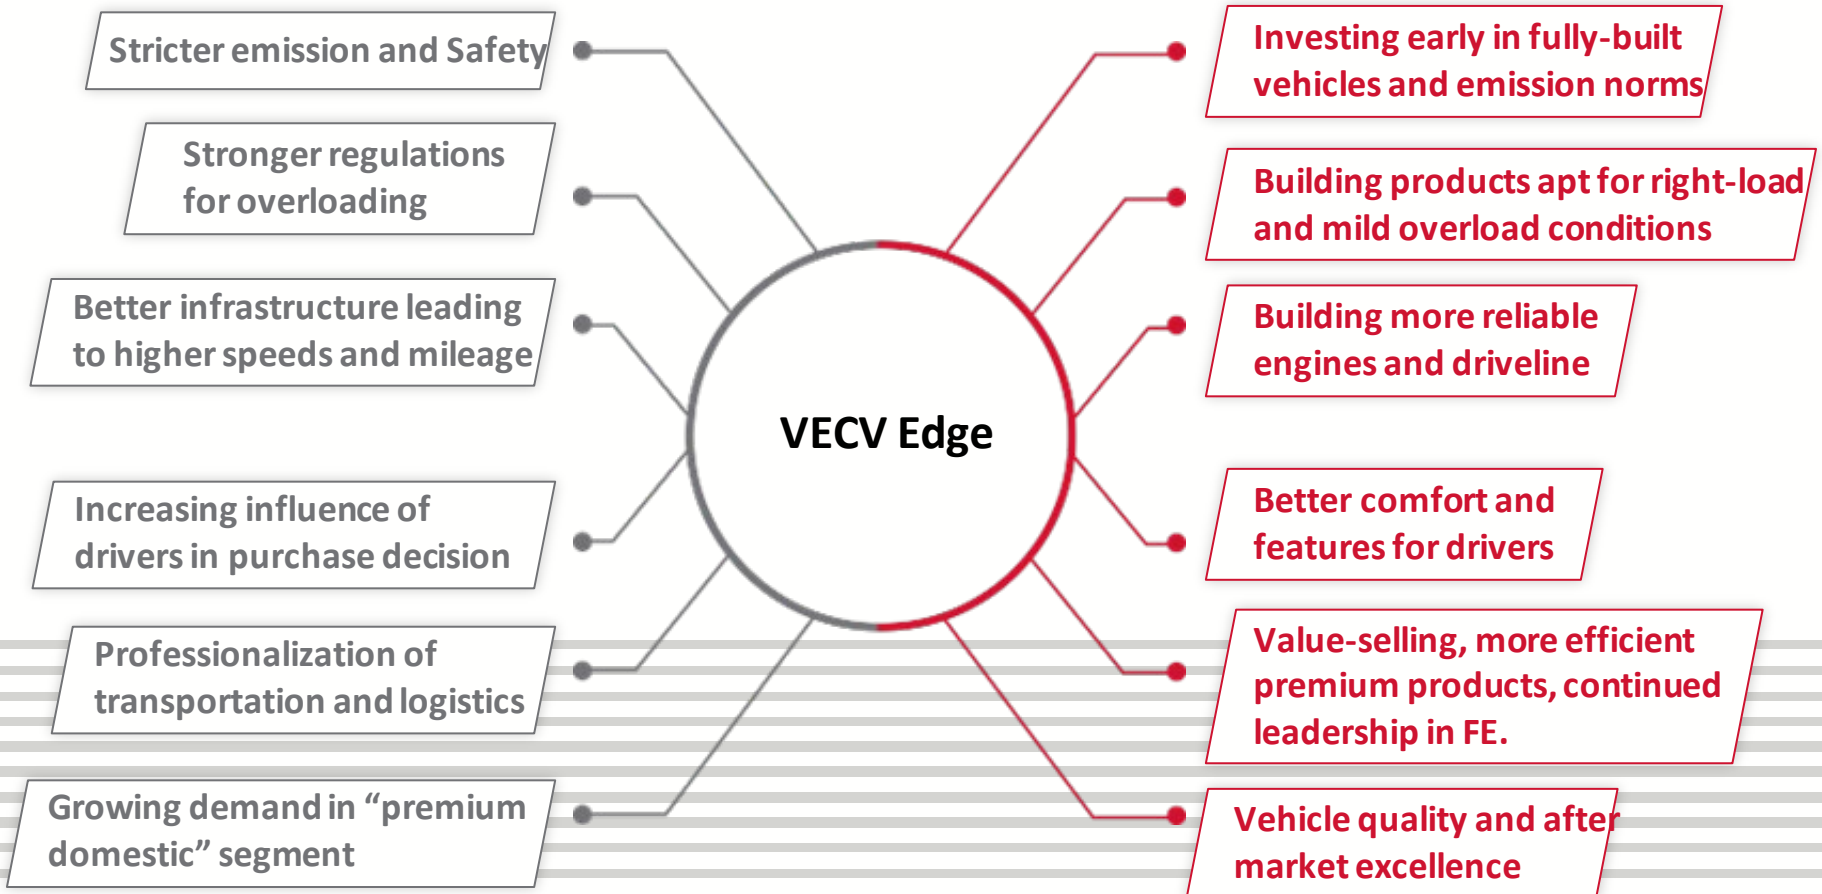 Stricter emission and Safety
Stronger regulations
for overloading
Better infrastructure leading
to higher speeds and mileage
Increasing influence of
drivers in purchase decision
Professionalization of
transportation and logistics
Growing demand in “premium
domestic” segment
VECV Edge
Investing early in fully-built
vehicles and emission norms
Building products apt for right-load
and mild overload conditions
Building more reliable
engines and driveline
Better comfort and
features for drivers
Value-selling, more efficient
premium products, continued
leadership in FE.
Vehicle quality and after
market excellence